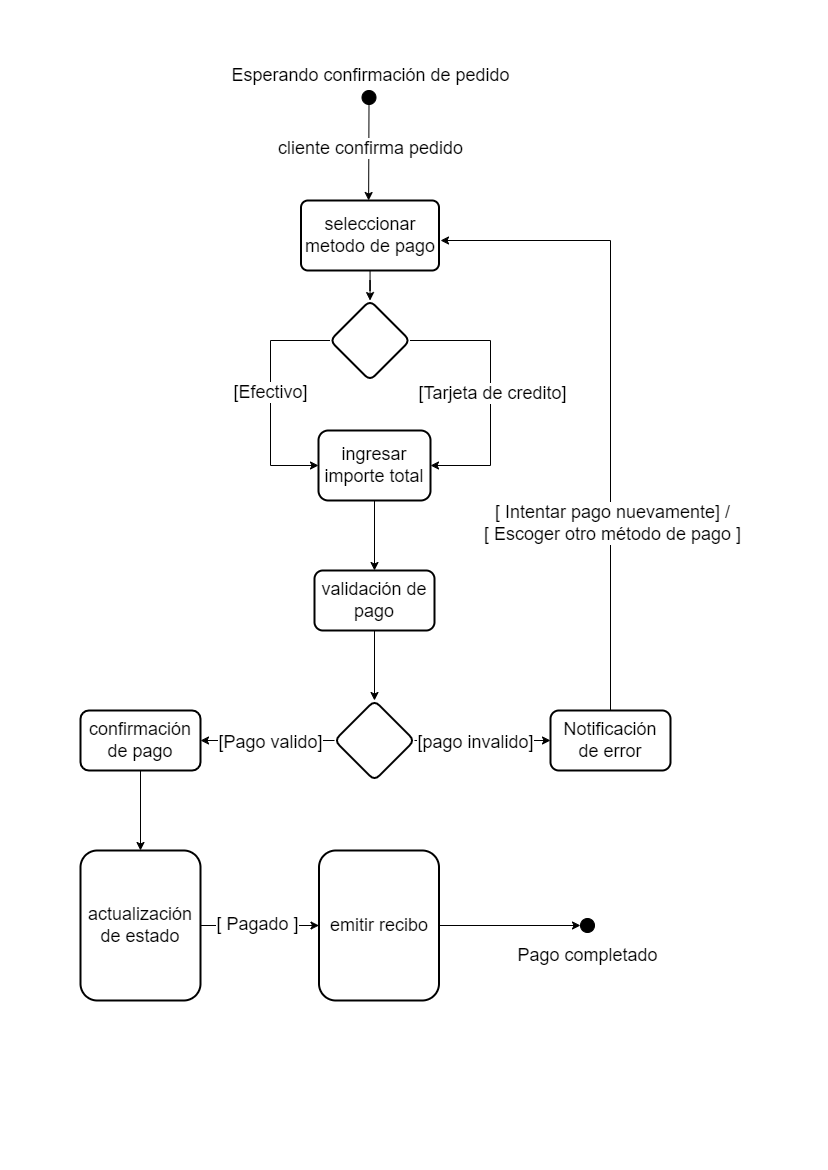 Esperando confirmación de pedido
cliente confirma pedido
seleccionar
metodo de pago
[Efectivo]
[Tarjeta de credito]
ingresar
importe total
[ Intentar pago nuevamente] /
[ Escoger otro método de pago ]
validación de
pago
confirmación
de pago
[Pago valido]
[pago invalido]
Notificación
de error
actualización
de estado
[ Pagado ]
emitir recibo
Pago completado